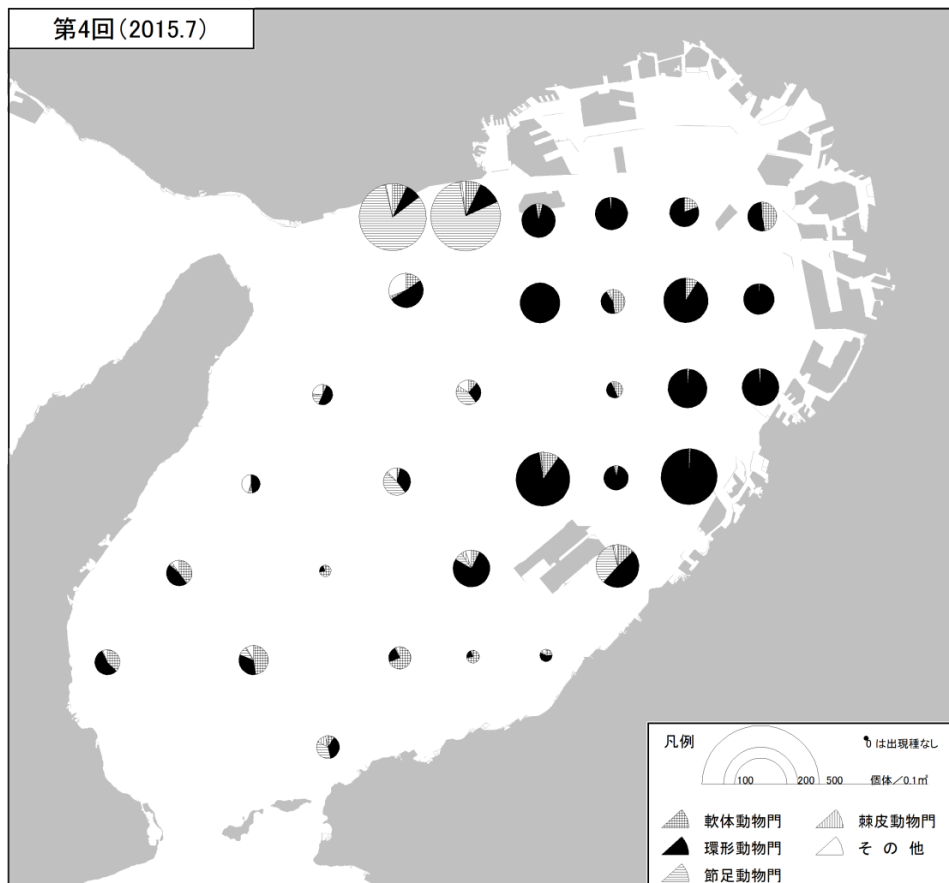 第4回(2015.7)
凡例
0 は出現種なし
100 200 500 個体/0.1㎡
軟体動物門 棘皮動物門
環形動物門 その他
節足動物門